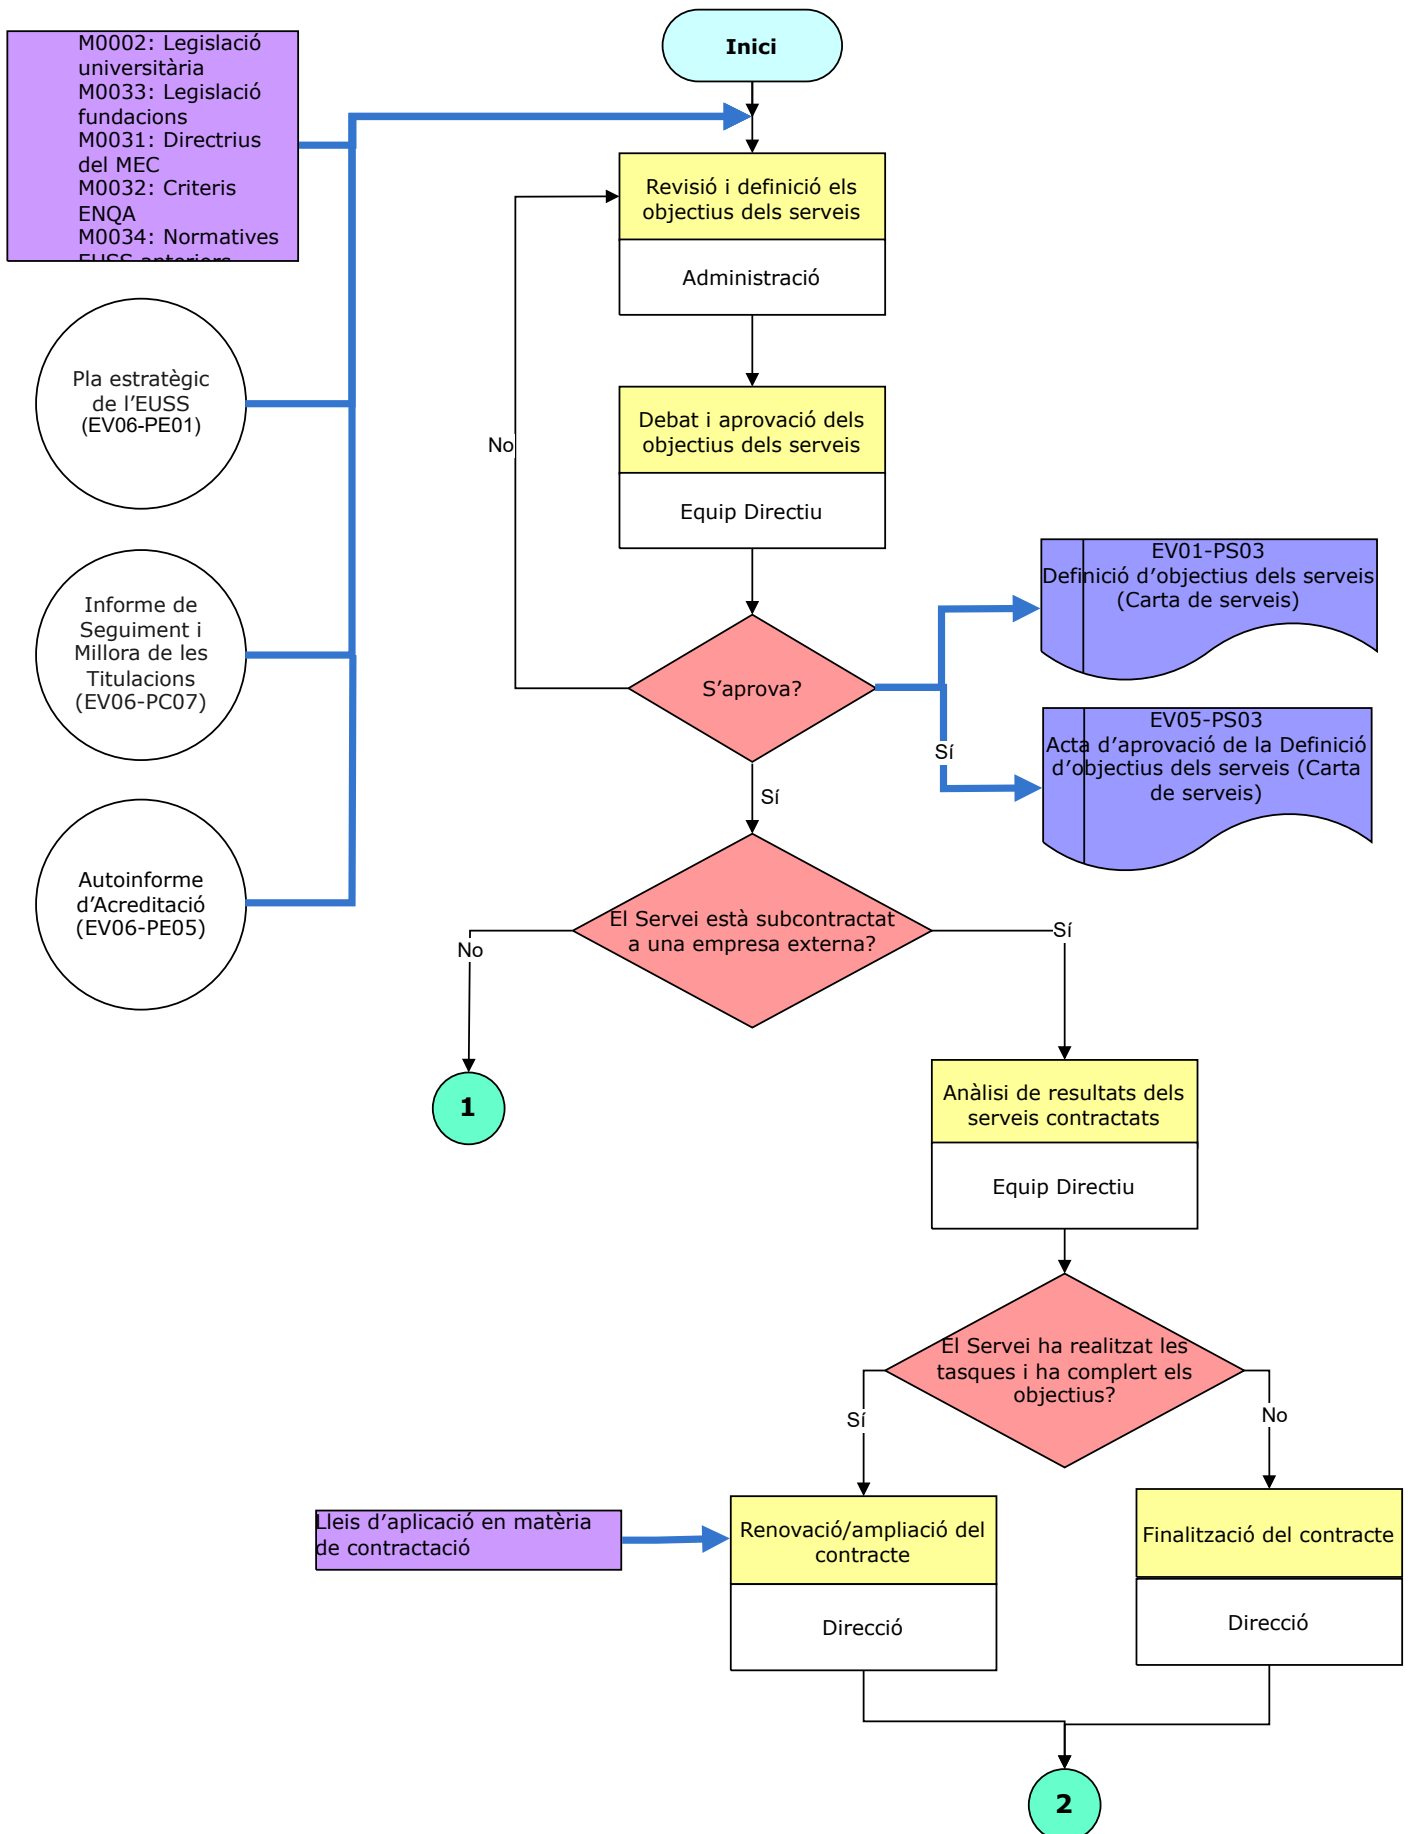 Inici
M0002: Legislació
universitària
M0033: Legislació
fundacions
M0031: Directrius
del MEC
M0032: Criteris
ENQA
M0034: Normatives
EUSS anteriors
Revisió i definició els
objectius dels serveis
Administració
Pla estratègic
de l’EUSS
(EV06-PE01)
Debat i aprovació dels
objectius dels serveis
Equip Directiu
No
EV01-PS03
Definició d’objectius dels serveis
(Carta de serveis)
Informe de
Seguiment i
Millora de les
Titulacions
(EV06-PC07)
S’aprova?
EV05-PS03
Acta d’aprovació de la Definició
d’objectius dels serveis (Carta
de serveis)
Sí
Sí
Autoinforme
d’Acreditació
(EV06-PE05)
El Servei està subcontractat
a una empresa externa?
No
Sí
1
Anàlisi de resultats dels
serveis contractats
Equip Directiu
El Servei ha realitzat les
tasques i ha complert els
objectius?
Sí
No
Lleis d’aplicació en matèria
de contractació
Renovació/ampliació del
contracte
Direcció
Finalització del contracte
Direcció
2